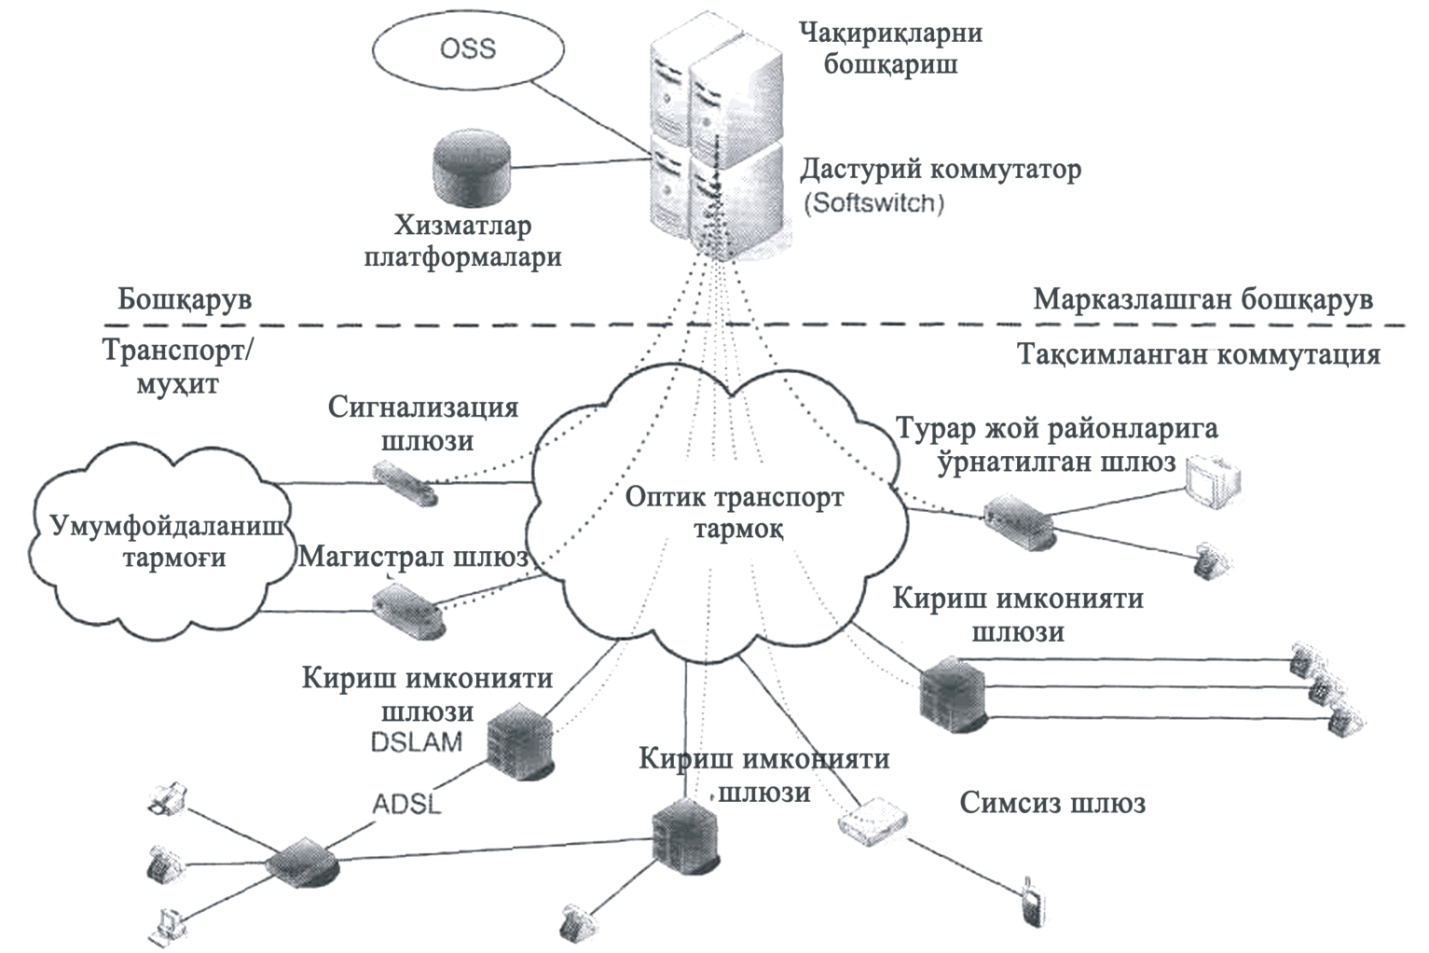 OSS
Чақириқларни
бошқариш
Дастурий коммутатор
(Softswitch)
Хизматлар
платформалари
Бошқарув
Марказлашган бошқарув
Транспорт/
муҳит
Тақсимланган коммутация
Сигнализация
шлюзи
Турар жой районларига
ўрнатилган шлюз
Умумфойдаланиш
тармоғи
Оптик транспорт
тармоқ
Магистрал шлюз
Кириш имконияти
шлюзи
Кириш имконияти
шлюзи
DSLAM
Кириш имконияти
шлюзи
ADSL
Симсиз шлюз